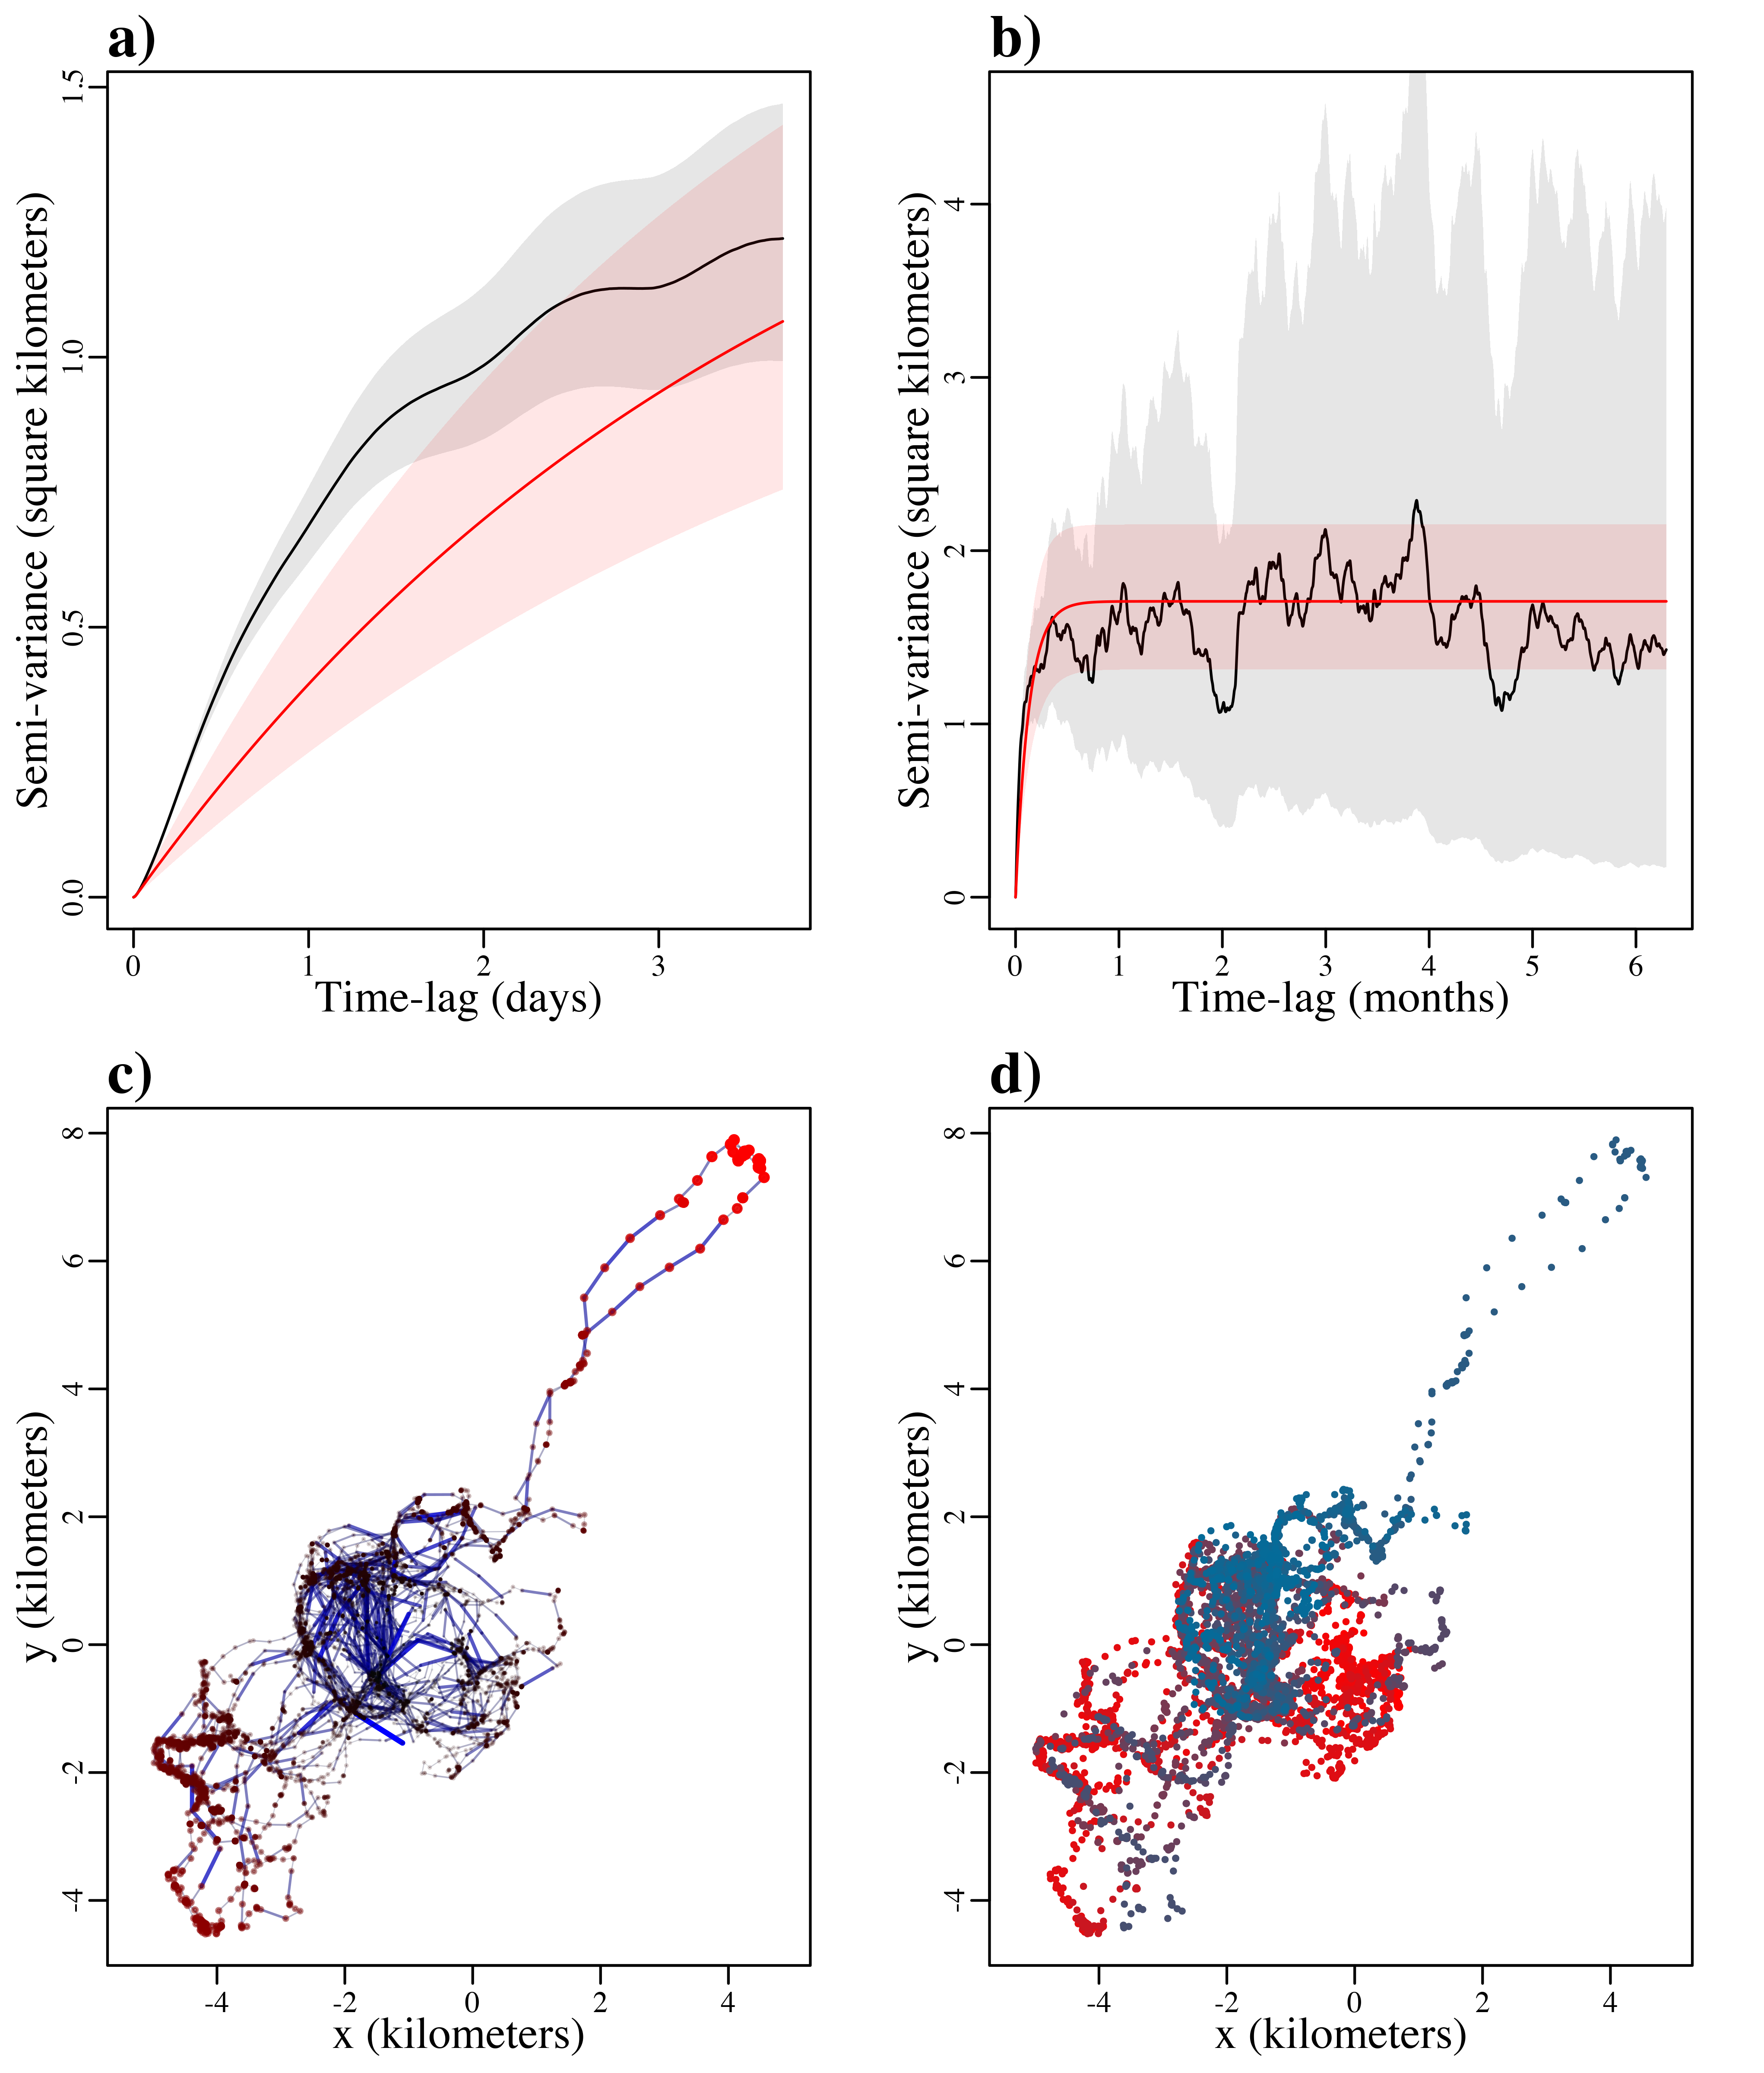 a)
1.5
1.0
0.5
0.0
Semi-variance (square kilometers)
0 1 2 3
Time-lag (days)
b)
4
3
2
1
0
Semi-variance (square kilometers)
0 1 2 3 4 5 6
Time-lag (months)
c)
8
6
4
2
0
-2
-4
y (kilometers)
-4 -2 0 2 4
x (kilometers)
d)
8
6
4
2
0
-2
-4
y (kilometers)
-4 -2 0 2 4
x (kilometers)